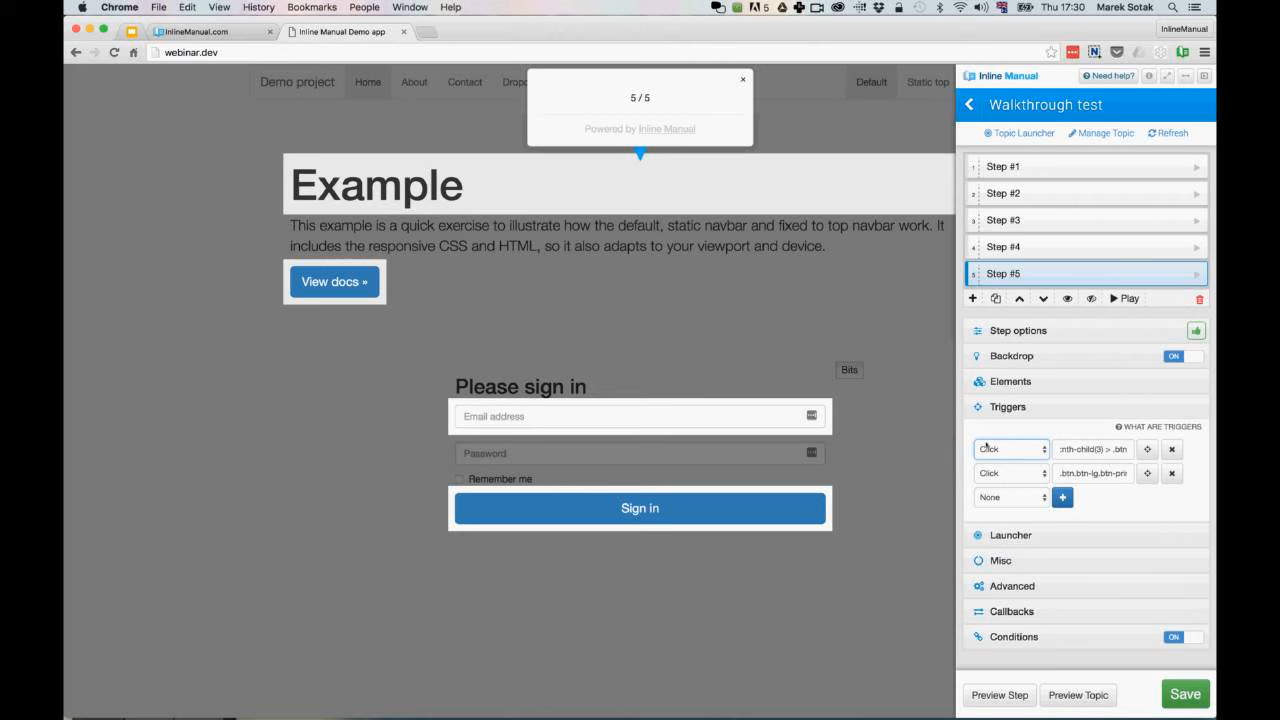 Chrome File Edit View History Bookmarks People Window Help 5 Thu 17:30 Marek Sotak
InlineManual.com × Inline Manual Demo app × InlineManual
webinar.dev
Demo project Home About Contact Default Static top
×
5 / 5
Powered by Inline Manual
Example
This example is a quick exercise to illustrate how the default, static navbar and fixed to top navbar work. It
includes the responsive CSS and HTML, so it also adapts to your viewport and device.
View docs »
Bits
Please sign in
Email address
Password
Remember me
Sign in
Inline Manual Need help?
Walkthrough test
Topic Launcher Manage Topic Refresh
1 Step #1
2 Step #2
3 Step #3
4 Step #4
5 Step #5
Play
Step options
Backdrop ON
Elements
Triggers
WHAT ARE TRIGGERS
Click :nth-child(3) > .btn
Click .btn.btn-lg.btn-pri
None
Launcher
Misc
Advanced
Callbacks
Conditions ON
Preview Step Preview Topic Save